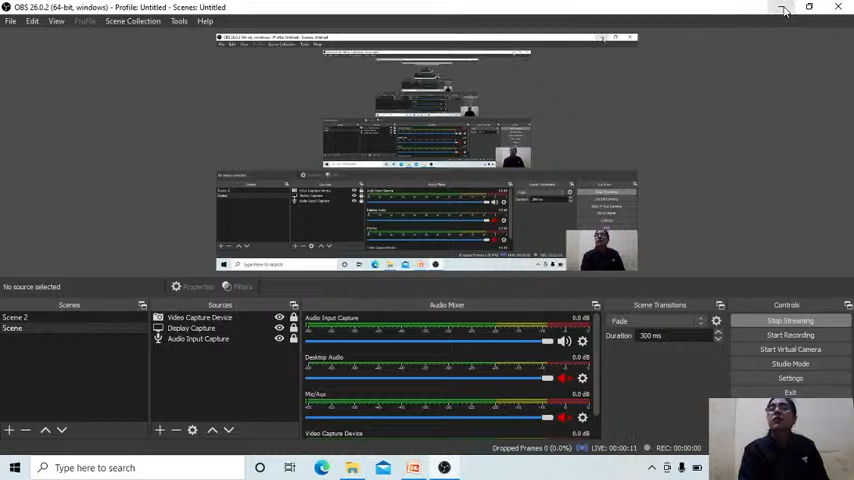 OBS 26.0.2 (64-bit, windows) - Profile: Untitled - Scenes: Untitled
File Edit View Profile Scene Collection Tools Help
No source selected
Properties
Filters
Scenes
Sources
Audio Mixer
Scene Transitions
Controls
Scene 2
Scene
Video Capture Device
Display Capture
Audio Input Capture
Audio Input Capture 0.0 dB
Desktop Audio 0.0 dB
Mic/Aux 0.0 dB
Video Capture Device
Fade
Duration 300 ms
Stop Streaming
Start Recording
Start Virtual Camera
Studio Mode
Settings
Exit
Dropped Frames 0 (0.0%) LIVE: 00:00:11 REC: 00:00:00
Type here to search